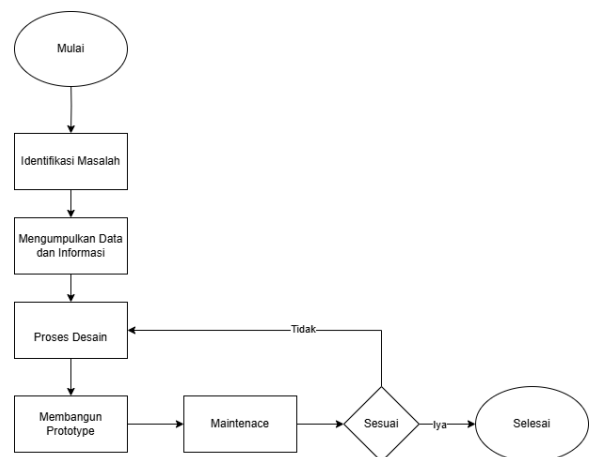 Mulai
Identifikasi Masalah
Mengumpulkan Data
dan Informasi
Proses Desain
Tidak
Membangun
Prototype
Maintenace
Sesuai
Iya
Selesai